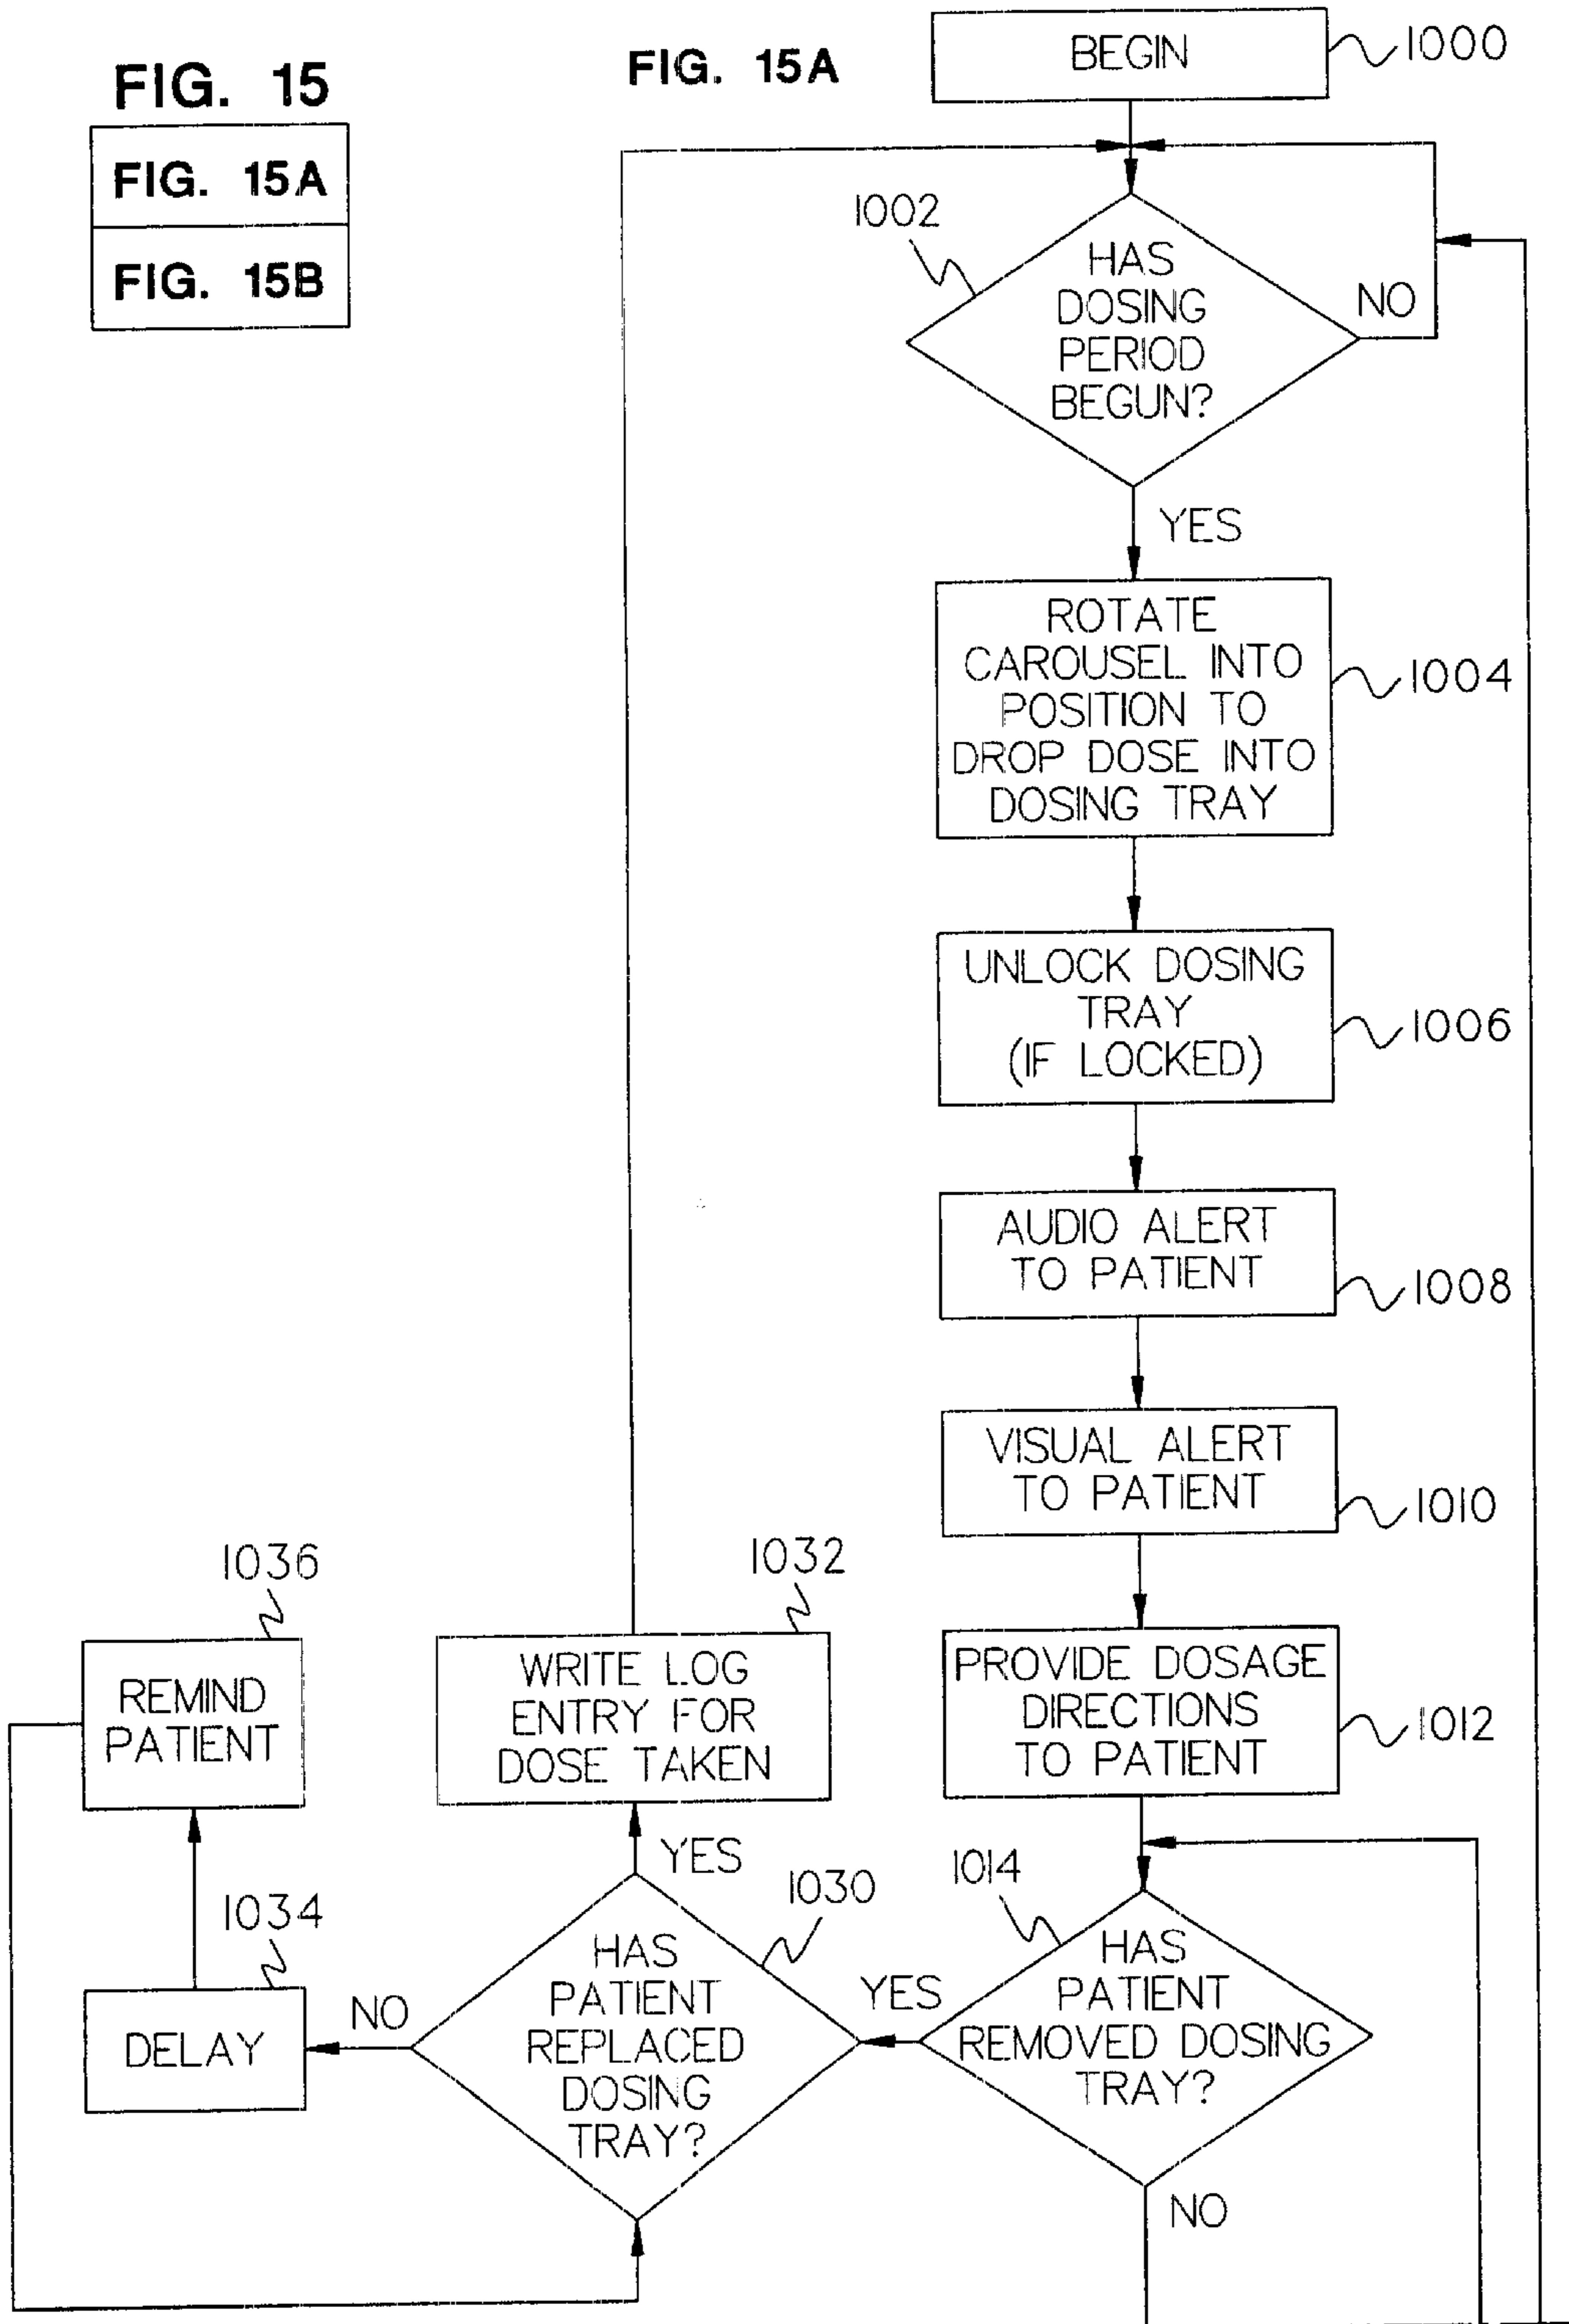 FIG. 15
FIG. 15A
FIG. 15B
FIG. 15A
BEGIN
1000
1002
HAS
DOSING
PERIOD
BEGUN?
NO
YES
ROTATE
CAROUSEL INTO
POSITION TO
DROP DOSE INTO
DOSING TRAY
1004
UNLOCK DOSING
TRAY
(IF LOCKED)
1006
AUDIO ALERT
TO PATIENT
1008
VISUAL ALERT
TO PATIENT
1010
PROVIDE DOSAGE
DIRECTIONS
TO PATIENT
1012
1014
HAS
PATIENT
REMOVED DOSING
TRAY?
YES
NO
1030
HAS
PATIENT
REPLACED
DOSING
TRAY?
YES
NO
1032
WRITE LOG
ENTRY FOR
DOSE TAKEN
1034
DELAY
1036
REMIND
PATIENT